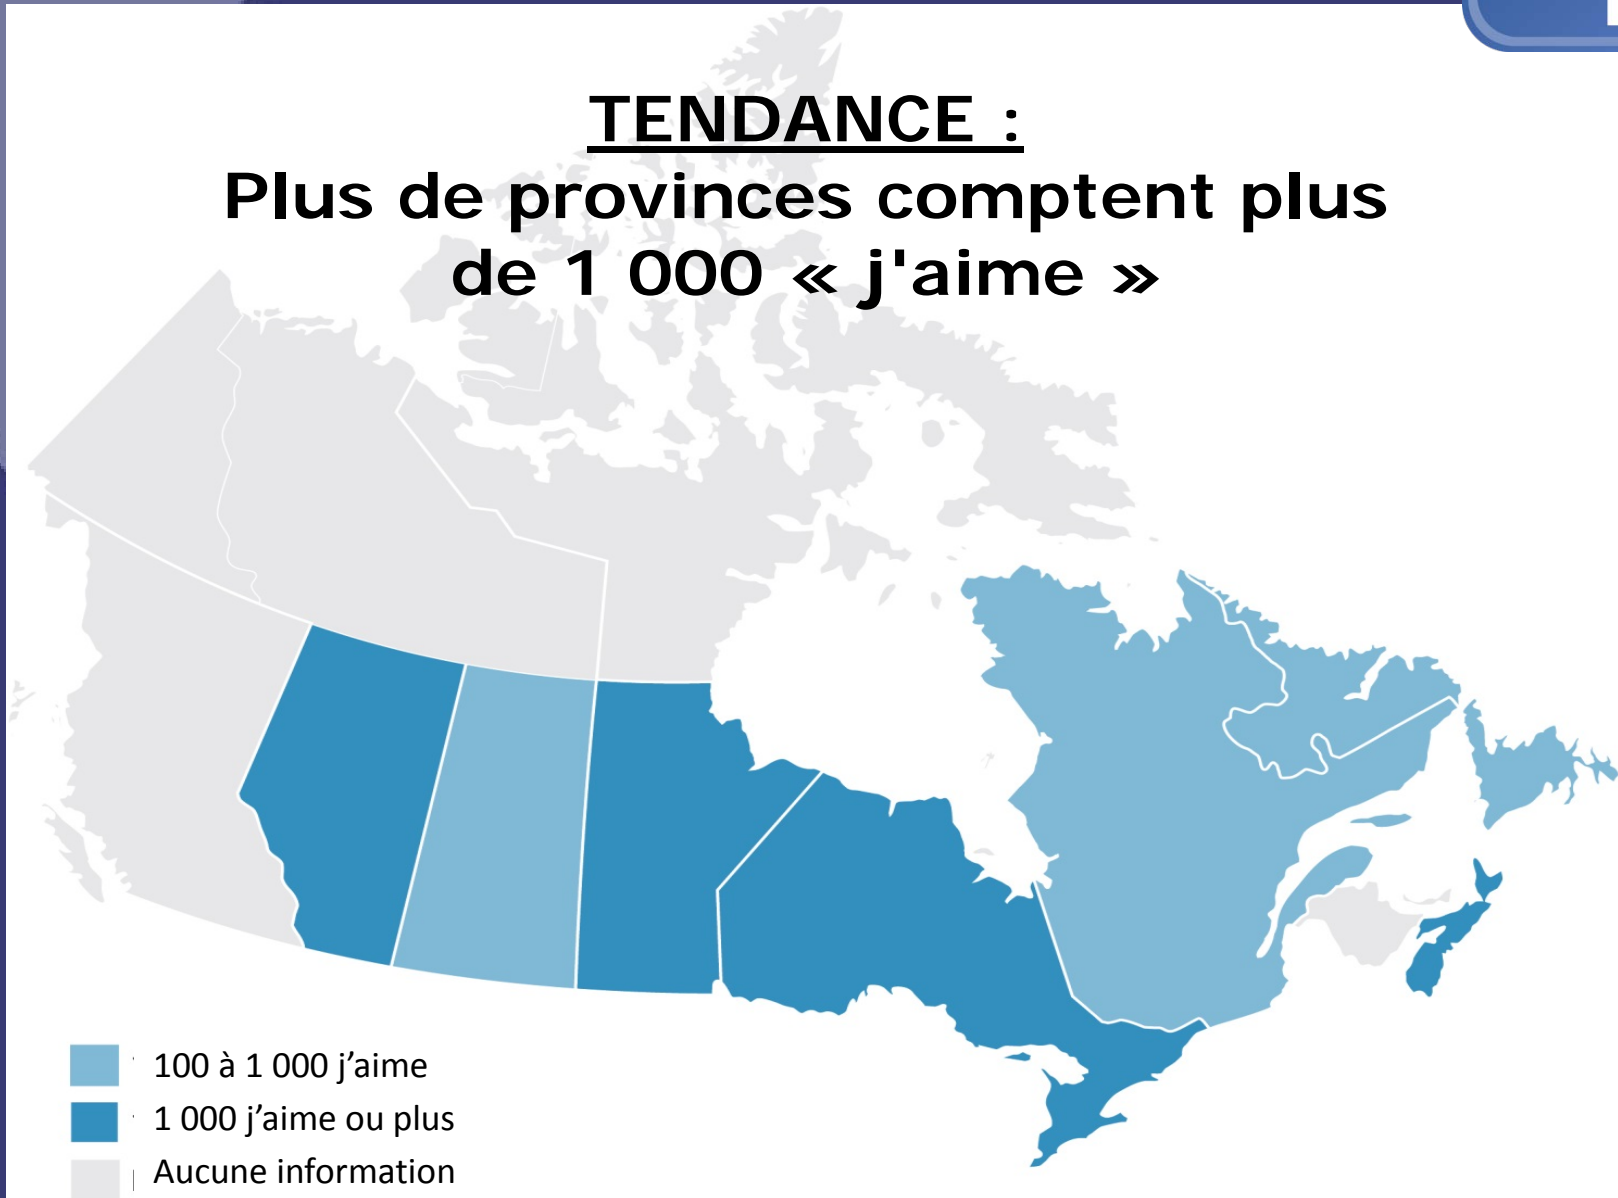 TENDANCE :
Plus de provinces comptent plus
de 1 000 « j'aime »
100 à 1 000 j’aime
1 000 j’aime ou plus
Aucune information